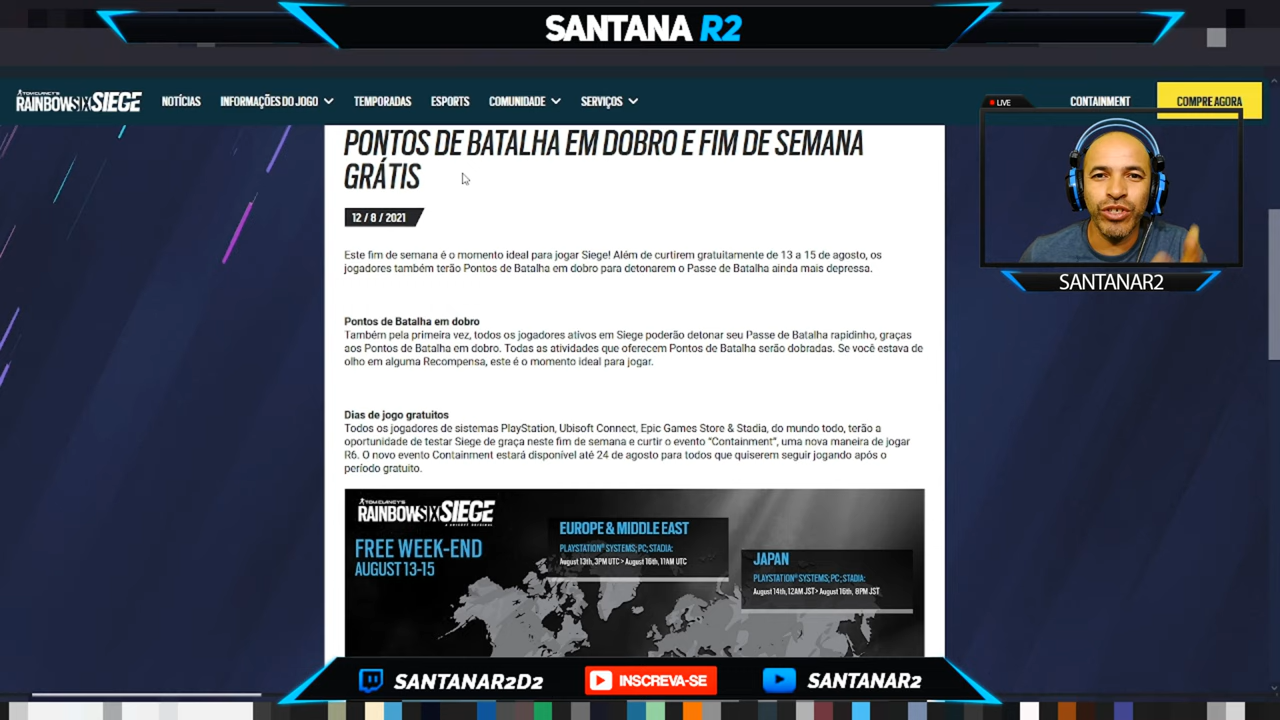 SANTANA R2
TOM CLANCY'S
RAINBOWSIX SIEGE
NOTÍCIAS
INFORMAÇÕES DO JOGO
TEMPORADAS
ESPORTS
COMUNIDADE
SERVIÇOS
CONTAINMENT
COMPRE AGORA
LIVE
SANTANAR2
PONTOS DE BATALHA EM DOBRO E FIM DE SEMANA
GRÁTIS
12 / 8 / 2021
Este fim de semana é o momento ideal para jogar Siege! Além de curtirem gratuitamente de 13 a 15 de agosto, os
jogadores também terão Pontos de Batalha em dobro para detonarem o Passe de Batalha ainda mais depressa.
Pontos de Batalha em dobro
Também pela primeira vez, todos os jogadores ativos em Siege poderão detonar seu Passe de Batalha rapidinho, graças
aos Pontos de Batalha em dobro. Todas as atividades que oferecem Pontos de Batalha serão dobradas. Se você estava de
olho em alguma Recompensa, este é o momento ideal para jogar.
Dias de jogo gratuitos
Todos os jogadores de sistemas PlayStation, Ubisoft Connect, Epic Games Store & Stadia, do mundo todo, terão a
oportunidade de testar Siege de graça neste fim de semana e curtir o evento "Containment", uma nova maneira de jogar
R6. O novo evento Containment estará disponível até 24 de agosto para todos que quiserem seguir jogando após o
período gratuito.
TOM CLANCY'S
RAINBOWSIX SIEGE
A UBISOFT ORIGINAL
FREE WEEK-END
AUGUST 13-15
EUROPE & MIDDLE EAST
PLAYSTATION® SYSTEMS; PC; STADIA:
August 13th, 3PM UTC > August 16th, 11AM UTC
JAPAN
PLAYSTATION® SYSTEMS; PC; STADIA:
August 14th, 12AM JST > August 16th, 8PM JST
SANTANAR2D2
INSCREVA-SE
SANTANAR2